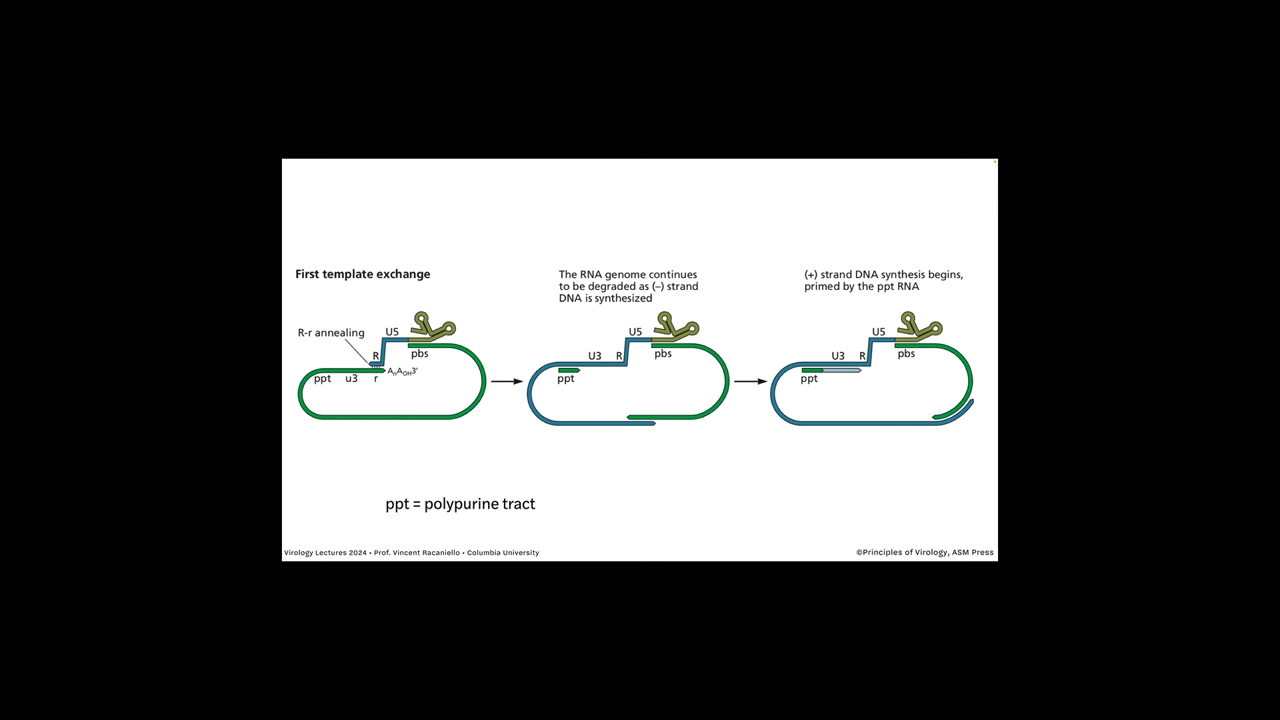 First template exchange
R-r annealing
U5
R
pbs
ppt u3 r AₙA_OH3′
The RNA genome continues
to be degraded as (–) strand
DNA is synthesized
U5
U3 R
pbs
ppt
(+) strand DNA synthesis begins,
primed by the ppt RNA
U5
U3 R
pbs
ppt
ppt = polypurine tract
Virology Lectures 2024 • Prof. Vincent Racaniello • Columbia University
©Principles of Virology, ASM Press